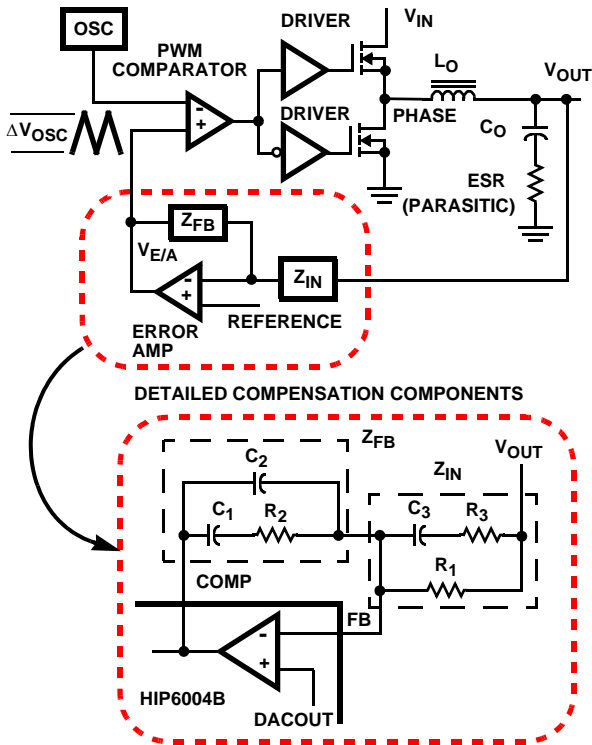 OSC
PWM
COMPARATOR
DRIVER
VIN
LO
VOUT
ΔVOSC
-
+
DRIVER
PHASE
CO
ESR
(PARASITIC)
ZFB
VE/A
-
+
ZIN
REFERENCE
ERROR
AMP
DETAILED COMPENSATION COMPONENTS
ZFB
VOUT
C2
ZIN
C1
R2
C3
R3
R1
COMP
FB
-
+
HIP6004B
DACOUT